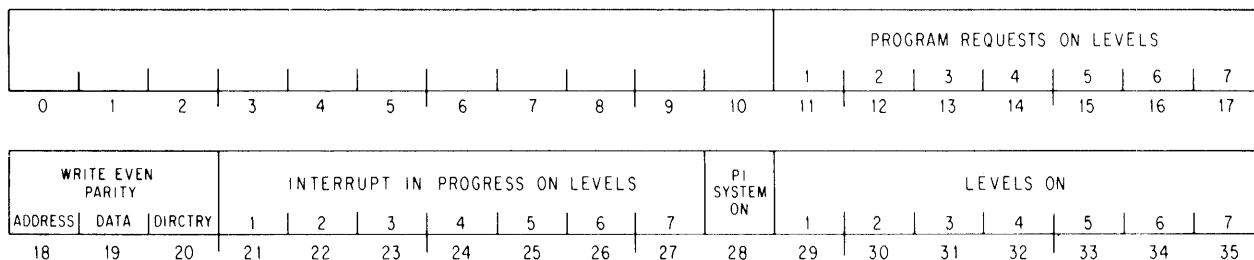 PROGRAM REQUESTS ON LEVELS
1 2 3 4 5 6 7
0 1 2 3 4 5 6 7 8 9 10 11 12 13 14 15 16 17
WRITE EVEN PARITY INTERRUPT IN PROGRESS ON LEVELS PI SYSTEM ON LEVELS ON
ADDRESS DATA DIRCTRY 1 2 3 4 5 6 7 1 2 3 4 5 6 7
18 19 20 21 22 23 24 25 26 27 28 29 30 31 32 33 34 35